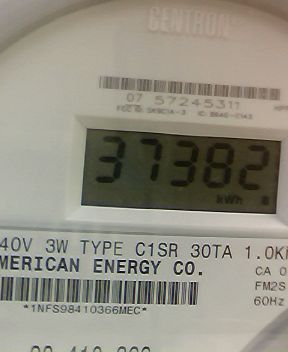 CENTRON
07 57245311
37382
kWh
40V 3W TYPE C1SR 30TA 1.0K
MERICAN ENERGY CO.
CA 0
FM2S
60Hz
*1NFS98410366MEC*